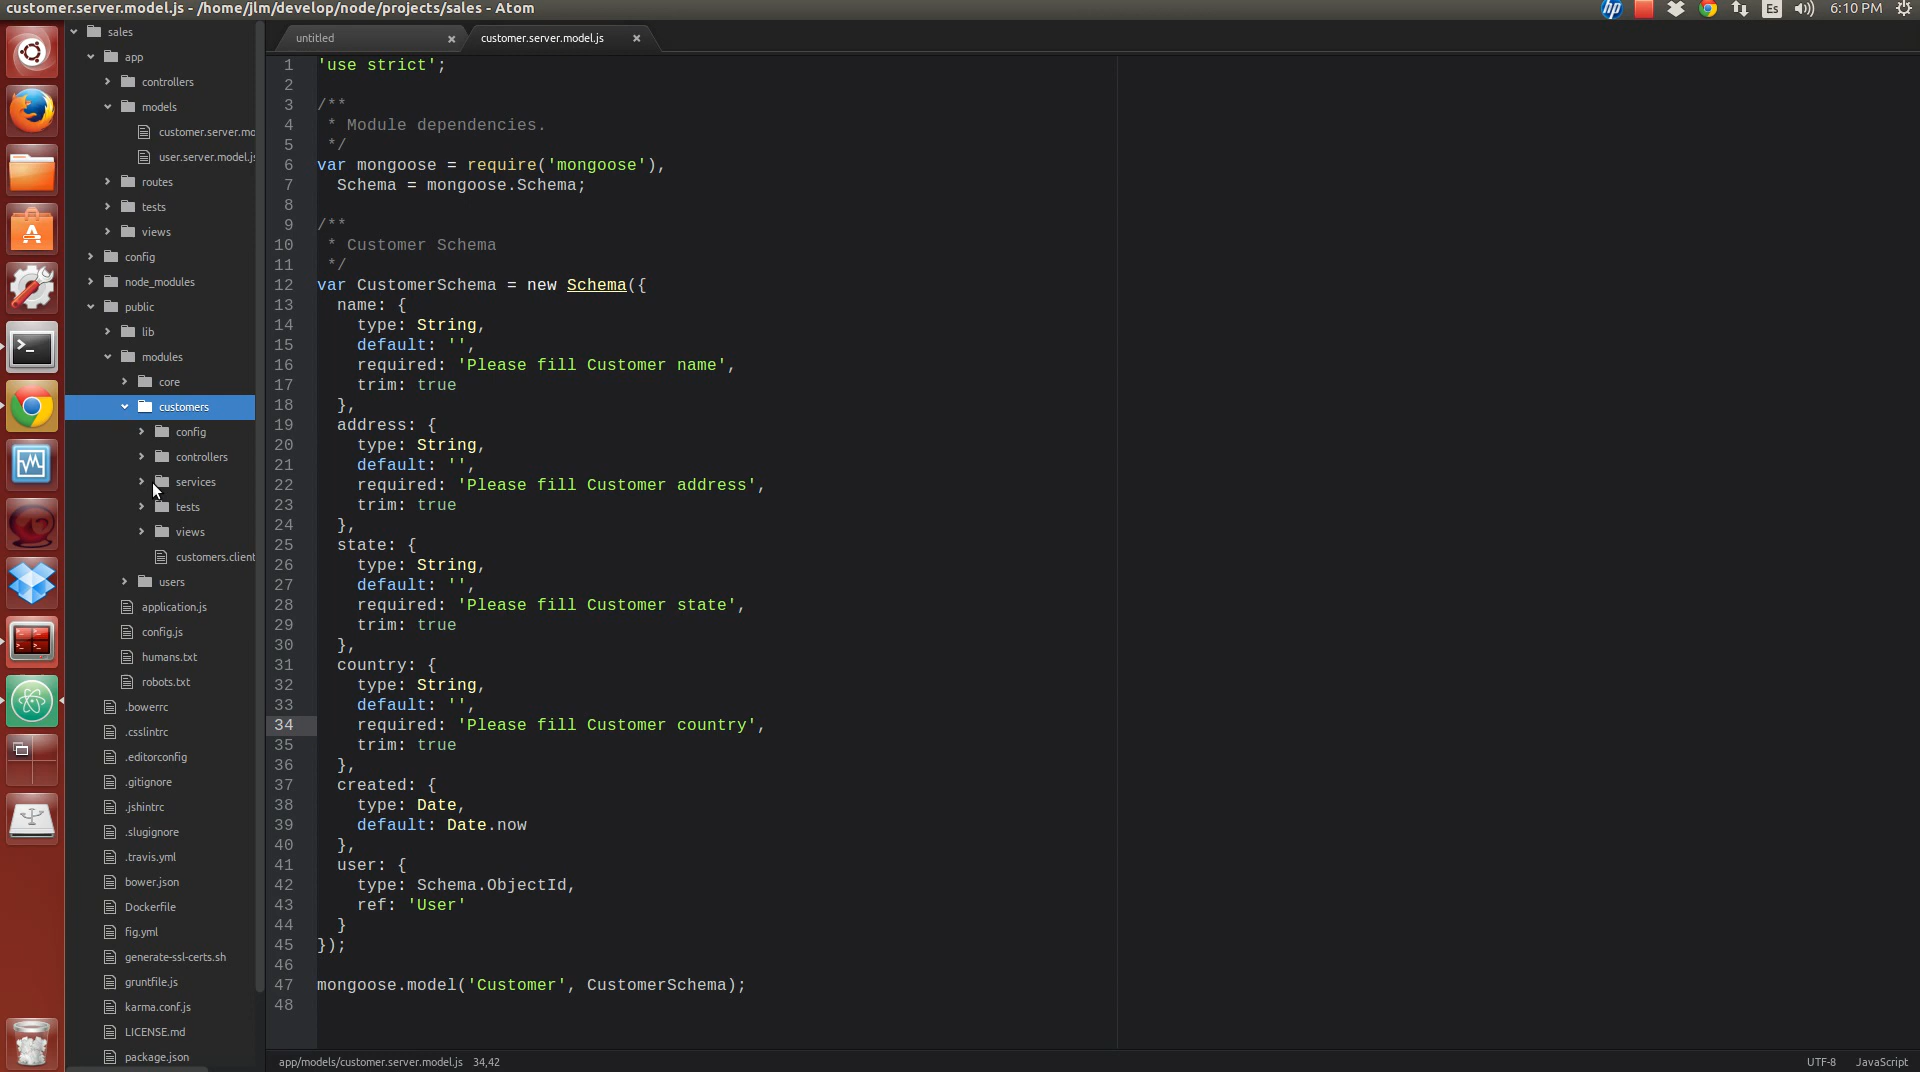 customer.server.model.js - /home/jlm/develop/node/projects/sales - Atom
hp
Es
6:10 PM
sales
app
controllers
models
customer.server.mo
user.server.model.js
routes
tests
views
config
node_modules
public
lib
modules
core
customers
config
controllers
services
tests
views
customers.client
users
application.js
config.js
humans.txt
robots.txt
.bowerrc
.csslintrc
.editorconfig
.gitignore
.jshintrc
.slugignore
.travis.yml
bower.json
Dockerfile
fig.yml
generate-ssl-certs.sh
gruntfile.js
karma.conf.js
LICENSE.md
package.json
untitled
customer.server.model.js
1 'use strict';
2
3 /**
4  * Module dependencies.
5  */
6 var mongoose = require('mongoose'),
7   Schema = mongoose.Schema;
8
9 /**
10  * Customer Schema
11  */
12 var CustomerSchema = new Schema({
13   name: {
14     type: String,
15     default: '',
16     required: 'Please fill Customer name',
17     trim: true
18   },
19   address: {
20     type: String,
21     default: '',
22     required: 'Please fill Customer address',
23     trim: true
24   },
25   state: {
26     type: String,
27     default: '',
28     required: 'Please fill Customer state',
29     trim: true
30   },
31   country: {
32     type: String,
33     default: '',
34     required: 'Please fill Customer country',
35     trim: true
36   },
37   created: {
38     type: Date,
39     default: Date.now
40   },
41   user: {
42     type: Schema.ObjectId,
43     ref: 'User'
44   }
45 });
46
47 mongoose.model('Customer', CustomerSchema);
48
app/models/customer.server.model.js 34,42
UTF-8
JavaScript